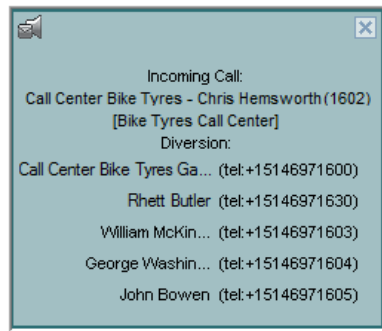 Incoming Call:
Call Center Bike Tyres - Chris Hemsworth (1602)
[Bike Tyres Call Center]
Diversion:
Call Center Bike Tyres Ga... (tel:+15146971600)
Rhett Butler (tel:+15146971630)
William McKin... (tel:+15146971603)
George Washin... (tel:+15146971604)
John Bowen (tel:+15146971605)